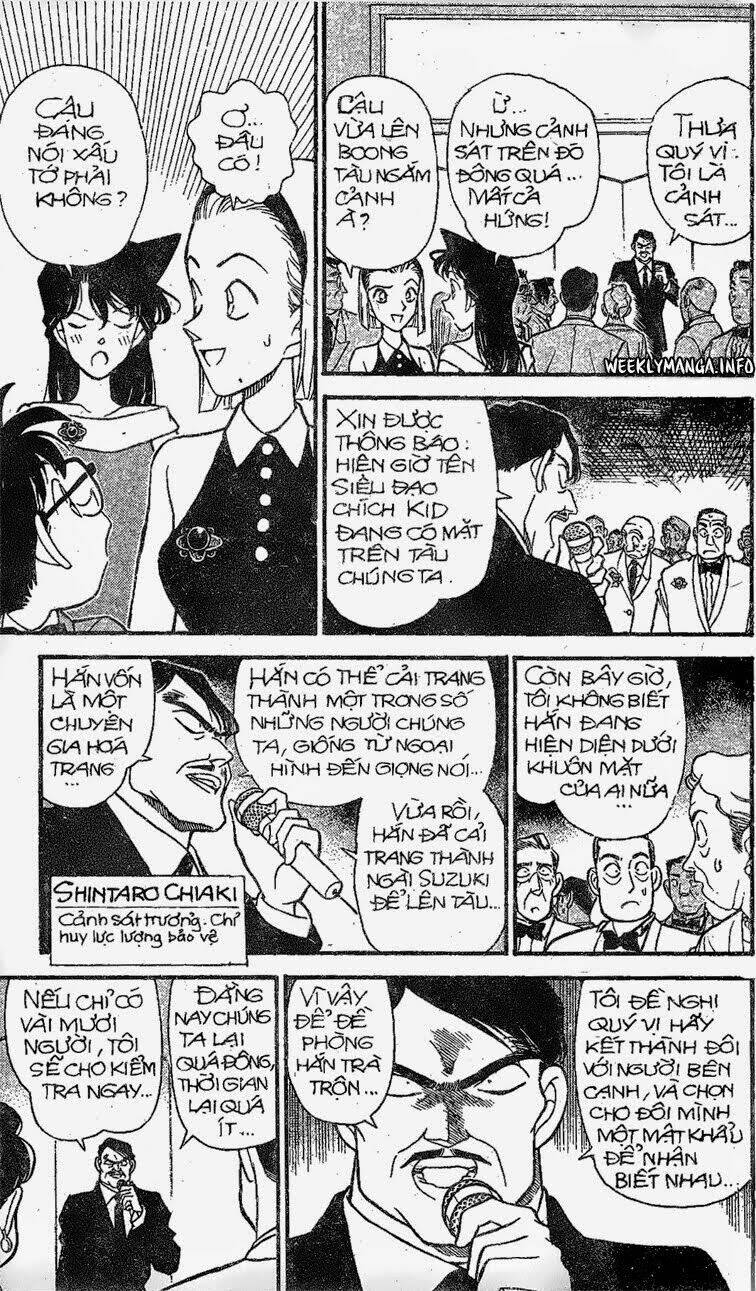 CẬU
ĐANG
NÓI XẤU
TỚ PHẢI
KHÔNG?
Ơ...
ĐÂU
CÓ!
CẬU
VỪA LÊN
BOONG
TÀU NGẮM
CẢNH
À?
Ừ...
NHƯNG CẢNH
SÁT TRÊN ĐÓ
ĐÔNG QUÁ...
MẤT CẢ
HỨNG!
THƯA
QUÝ VỊ.
TÔI LÀ
CẢNH
SÁT...
WEEKLYMANGA.INFO
XIN ĐƯỢC
THÔNG BÁO:
HIỆN GIỜ TÊN
SIÊU ĐẠO
CHÍCH KID
ĐANG CÓ MẶT
TRÊN TÀU
CHÚNG TA.
HẮN VỐN
LÀ MỘT
CHUYÊN
GIA HOÁ
TRANG
...
HẮN CÓ THỂ CẢI TRANG
THÀNH MỘT TRONG SỐ
NHỮNG NGƯỜI CHÚNG
TA, GIỐNG TỪ NGOẠI
HÌNH ĐẾN GIỌNG NÓI...
VỪA RỒI,
HẮN ĐÃ CẢI
TRANG THÀNH
NGÀI SUZUKI
ĐỂ LÊN TÀU...
SHINTARO CHIAKI
Cảnh sát trưởng. Chỉ
huy lực lượng bảo vệ
CÒN BÂY GIỜ,
TÔI KHÔNG BIẾT
HẮN ĐANG
HIỆN DIỆN DƯỚI
KHUÔN MẶT
CỦA AI NỮA
...
NẾU CHỈ CÓ
VÀI MƯƠI
NGƯỜI, TÔI
SẼ CHO KIỂM
TRA NGAY...
ĐẰNG
NÀY CHÚNG
TA LẠI
QUÁ ĐÔNG,
THỜI GIAN
LẠI QUÁ
ÍT...
VÌ VẬY
ĐỂ ĐỀ
PHÒNG
HẮN TRÀ
TRỘN...
TÔI ĐỀ NGHỊ
QUÝ VỊ HÃY
KẾT THÀNH ĐÔI
VỚI NGƯỜI BÊN
CẠNH, VÀ CHỌN
CHO ĐÔI MÌNH
MỘT MẬT KHẨU
ĐỂ NHẬN
BIẾT NHAU...